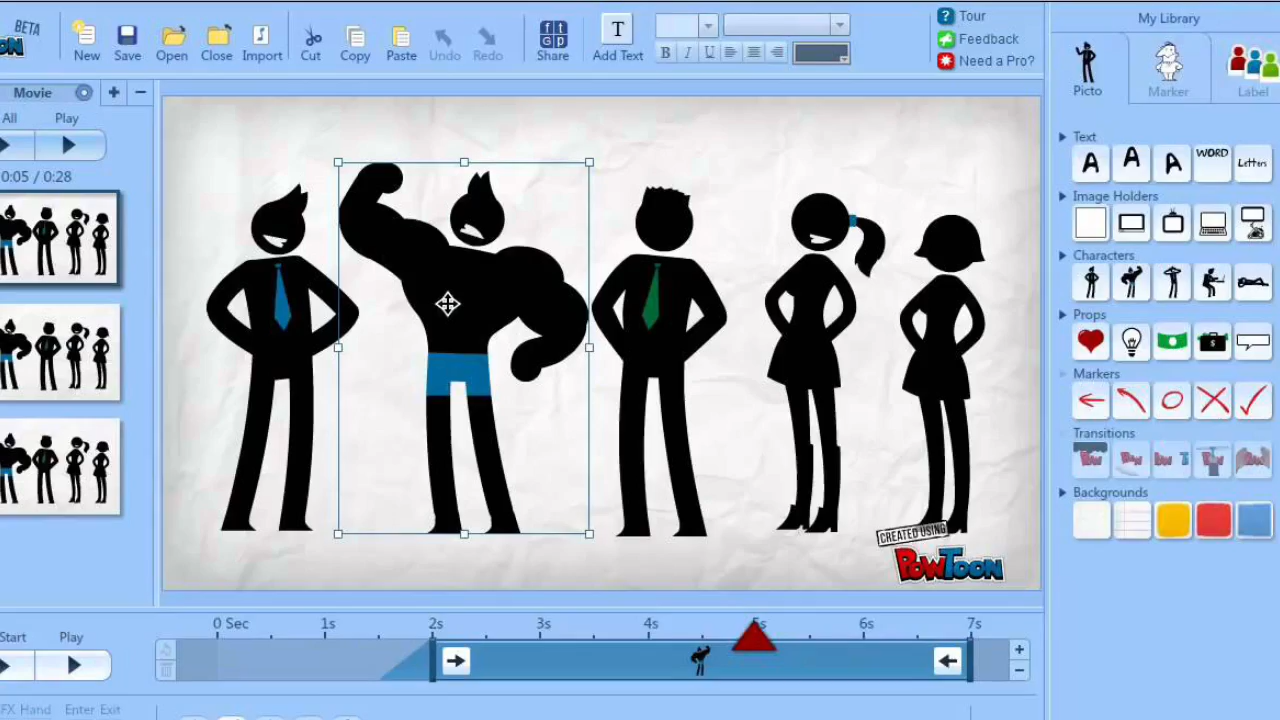 BETA
ON
New Save Open Close Import Cut Copy Paste Undo Redo Share Add Text
T
f t
B I U
Tour
Feedback
Need a Pro?
My Library
Picto Marker Label
Movie
All Play
0:05 / 0:28
Text
A A A WORD Letters
Image Holders
Characters
Props
Markers
Transitions
Backgrounds
CREATED USING
POWTOON
0 Sec 1s 2s 3s 4s 5s 6s 7s
Start Play
FX Hand Enter Exit